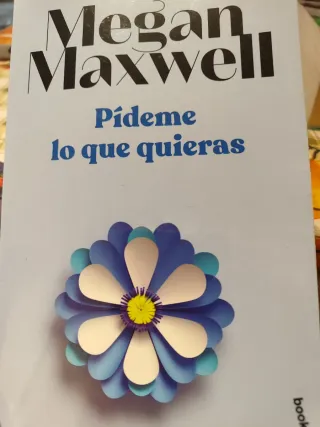 Megan
Maxwell
Pídeme
lo que quieras
book